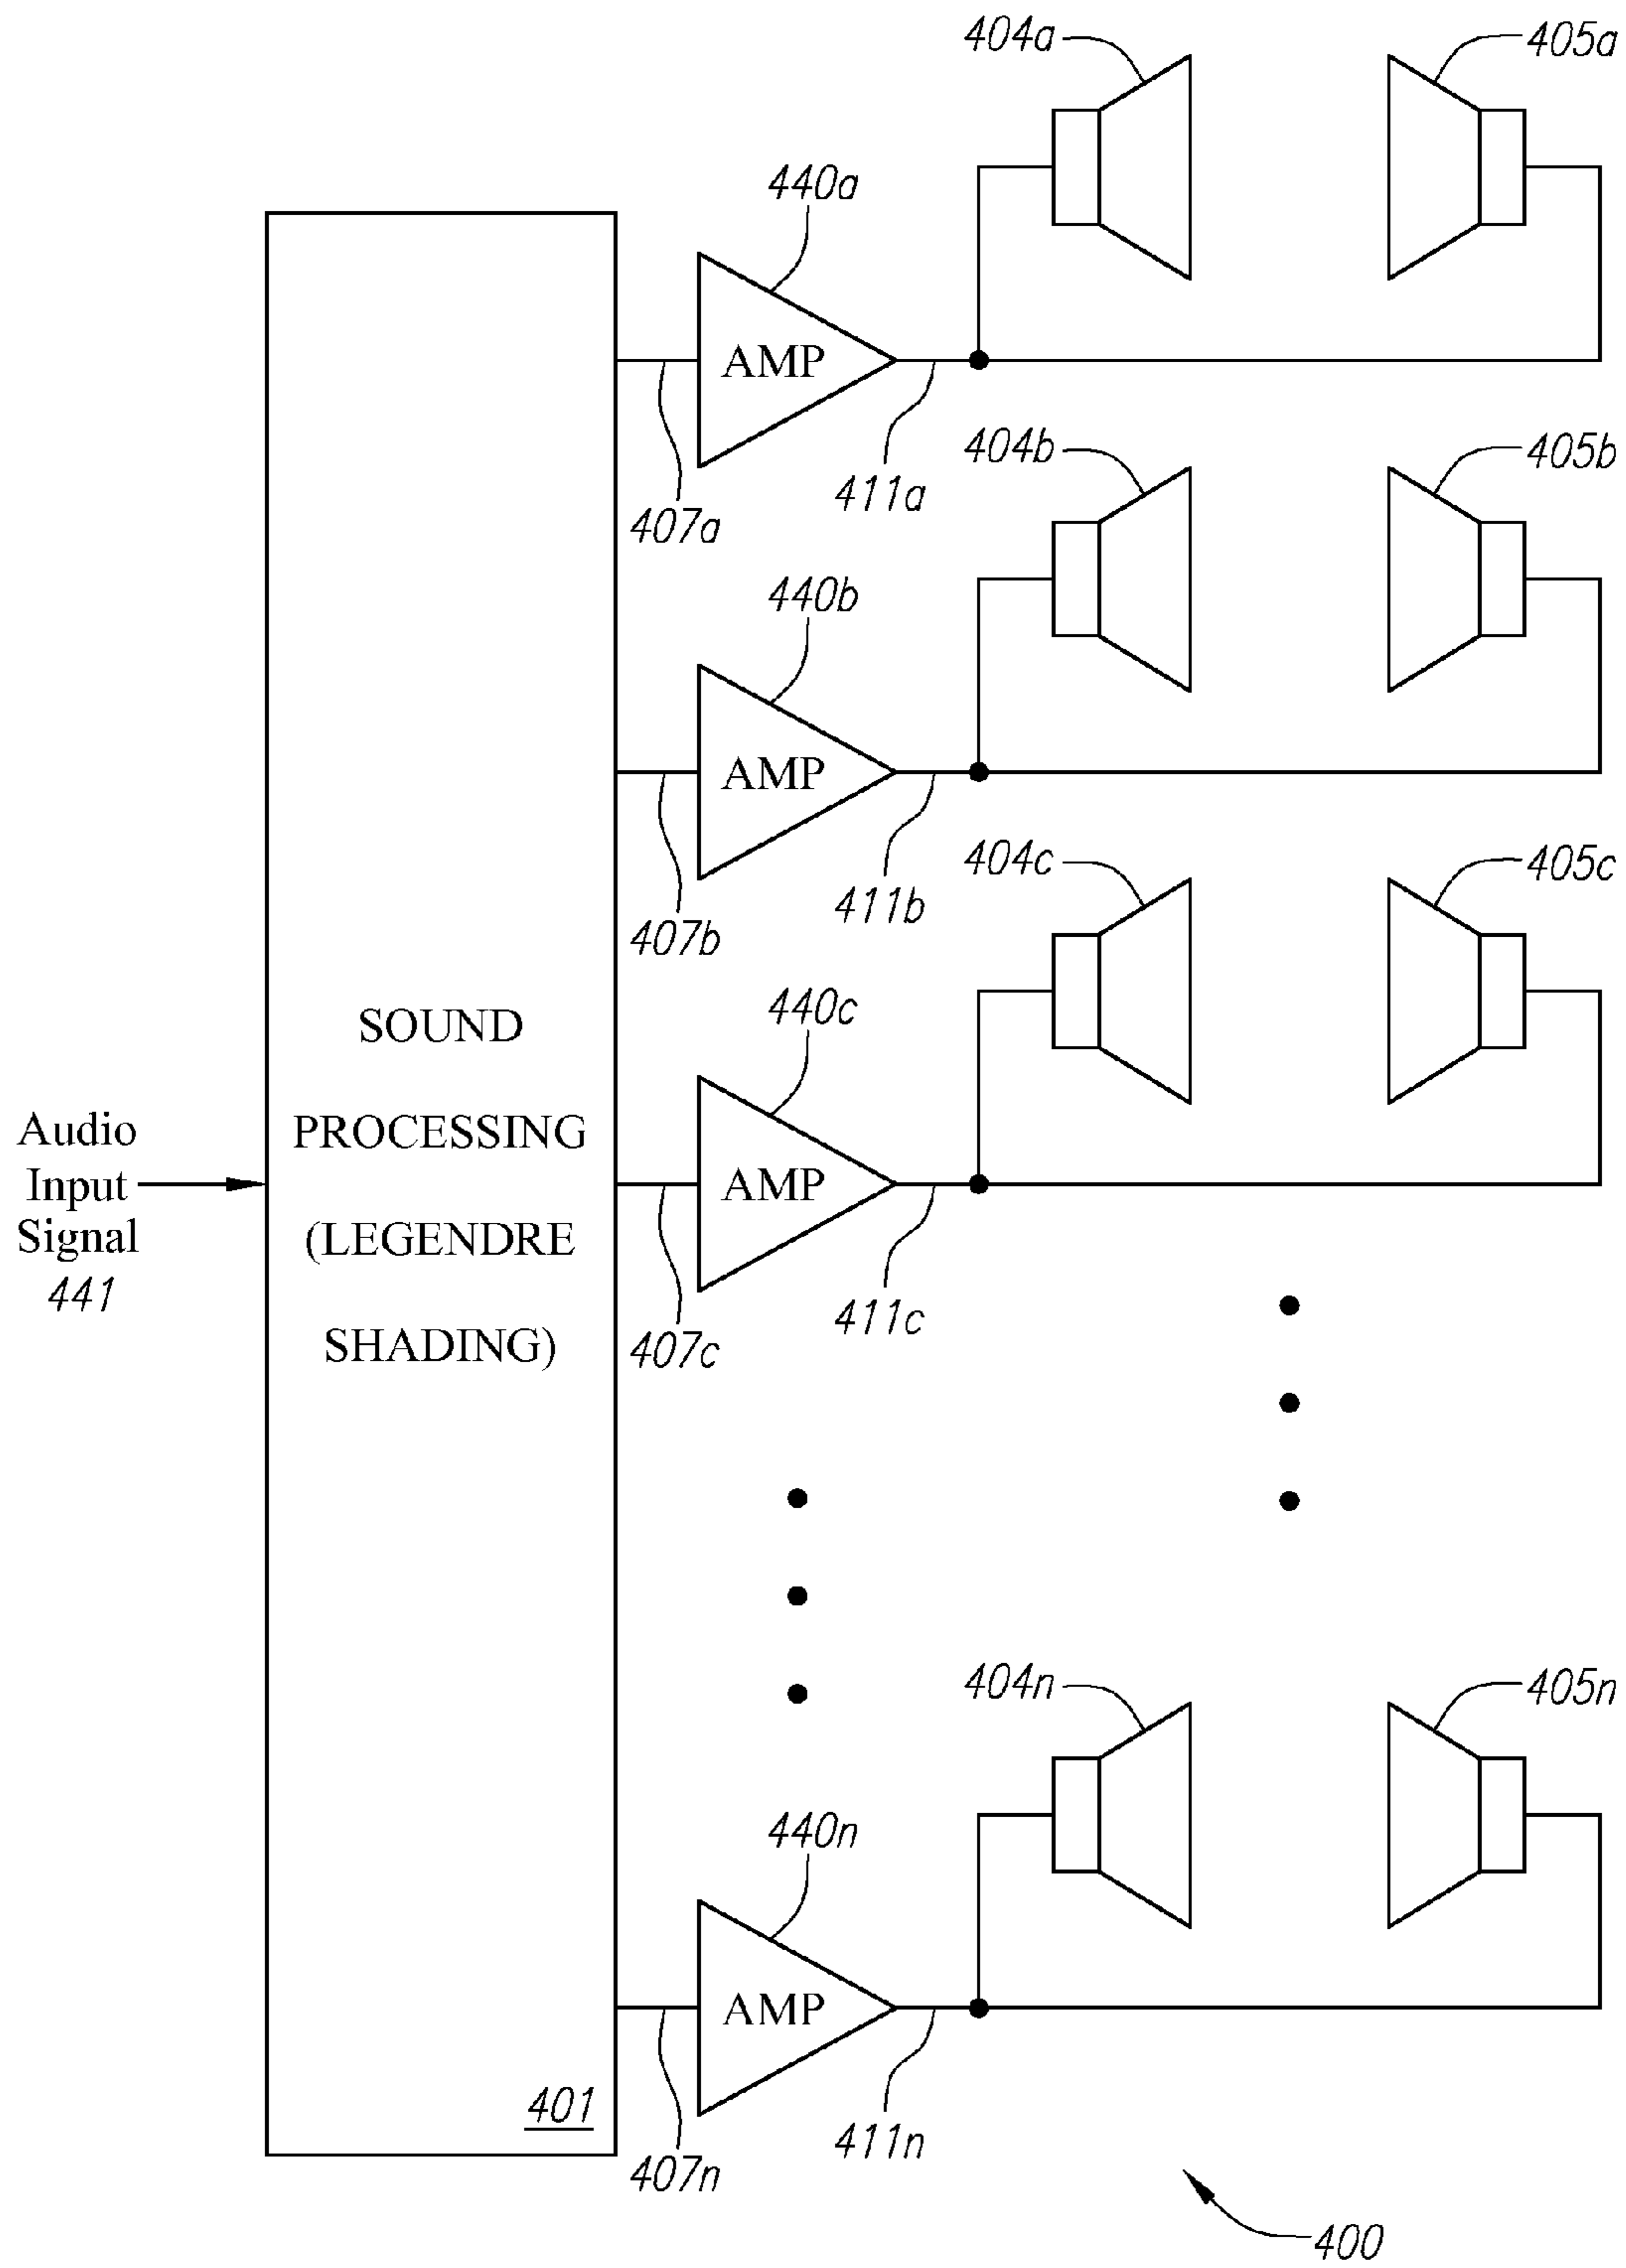 404a
405a
440a
AMP
407a
411a
404b
405b
440b
AMP
407b
411b
404c
405c
440c
AMP
407c
411c
Audio
Input
Signal
441
SOUND
PROCESSING
(LEGENDRE
SHADING)
404n
405n
440n
AMP
407n
411n
401
400